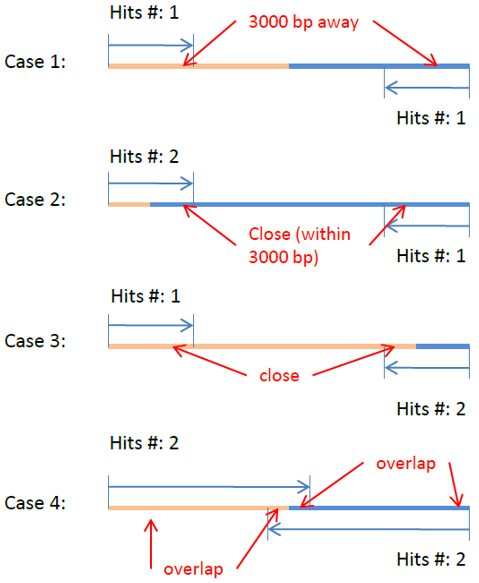 Hits #: 1
3000 bp away
Case 1:
Hits #: 1
Hits #: 2
Case 2:
Close (within
3000 bp)
Hits #: 1
Hits #: 1
Case 3:
close
Hits #: 2
Hits #: 2
overlap
Case 4:
overlap
Hits #: 2